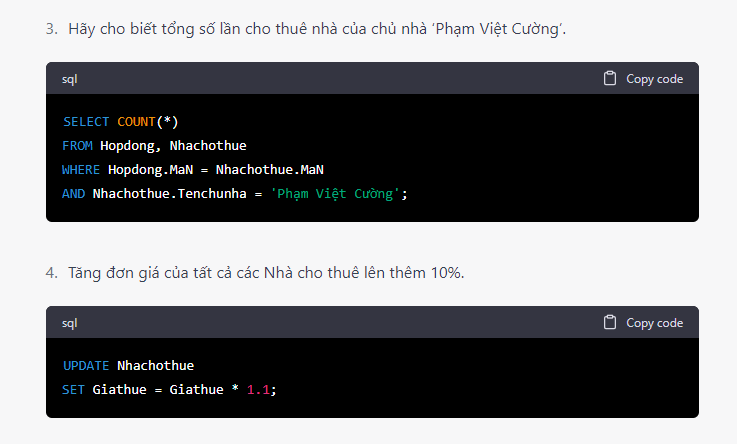 3. Hãy cho biết tổng số lần cho thuê nhà của chủ nhà ‘Phạm Việt Cường’.
sql Copy code
SELECT COUNT(*)
FROM Hopdong, Nhachothue
WHERE Hopdong.MaN = Nhachothue.MaN
AND Nhachothue.Tenchunha = 'Phạm Việt Cường';
4. Tăng đơn giá của tất cả các Nhà cho thuê lên thêm 10%.
sql Copy code
UPDATE Nhachothue
SET Giathue = Giathue * 1.1;